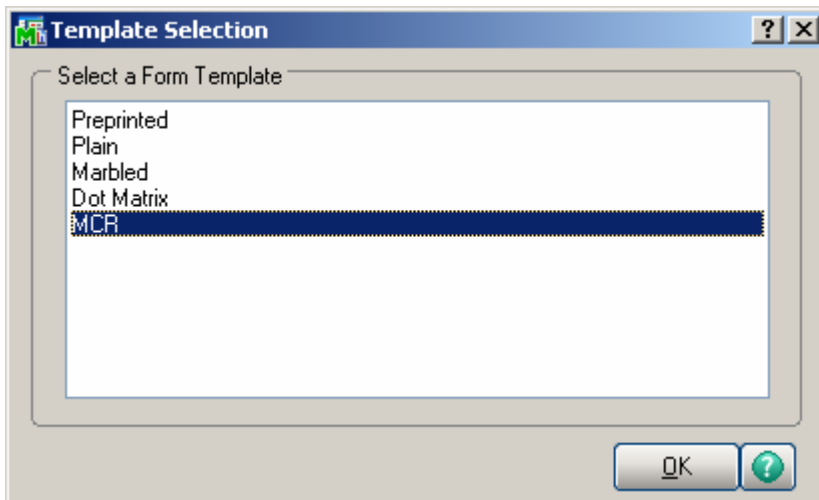 Template Selection
Select a Form Template
Preprinted
Plain
Marbled
Dot Matrix
MCR
OK